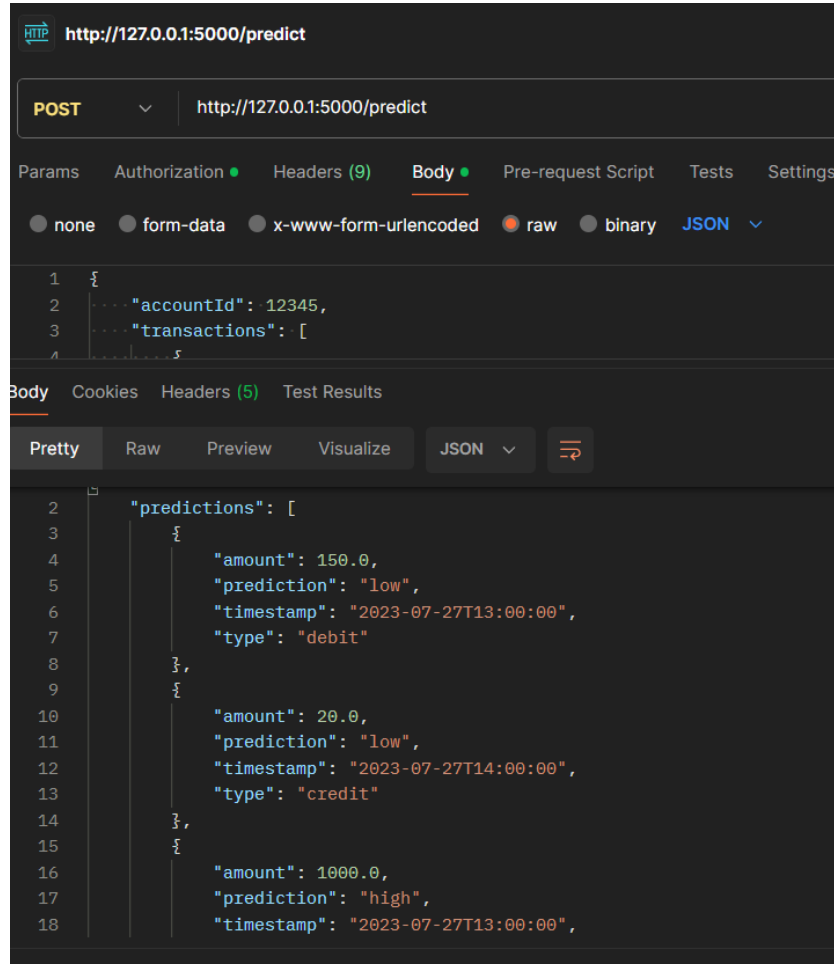 HTTP http://127.0.0.1:5000/predict
POST http://127.0.0.1:5000/predict
Params Authorization Headers (9) Body Pre-request Script Tests Settings
none form-data x-www-form-urlencoded raw binary JSON
1 {
2 "accountId": 12345,
3 "transactions": [
4 {
Body Cookies Headers (5) Test Results
Pretty Raw Preview Visualize JSON
2 "predictions": [
3 {
4 "amount": 150.0,
5 "prediction": "low",
6 "timestamp": "2023-07-27T13:00:00",
7 "type": "debit"
8 },
9 {
10 "amount": 20.0,
11 "prediction": "low",
12 "timestamp": "2023-07-27T14:00:00",
13 "type": "credit"
14 },
15 {
16 "amount": 1000.0,
17 "prediction": "high",
18 "timestamp": "2023-07-27T13:00:00",